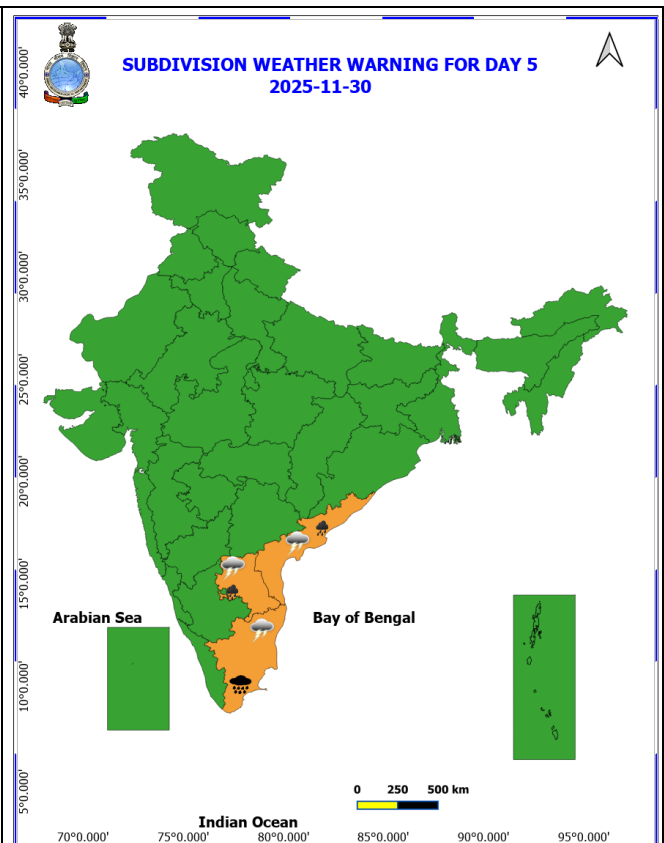 SUBDIVISION WEATHER WARNING FOR DAY 5
2025-11-30
40°0.000'
35°0.000'
30°0.000'
25°0.000'
20°0.000'
15°0.000'
10°0.000'
5°0.000'
Arabian Sea
Bay of Bengal
0 250 500 km
Indian Ocean
70°0.000' 75°0.000' 80°0.000' 85°0.000' 90°0.000' 95°0.000'